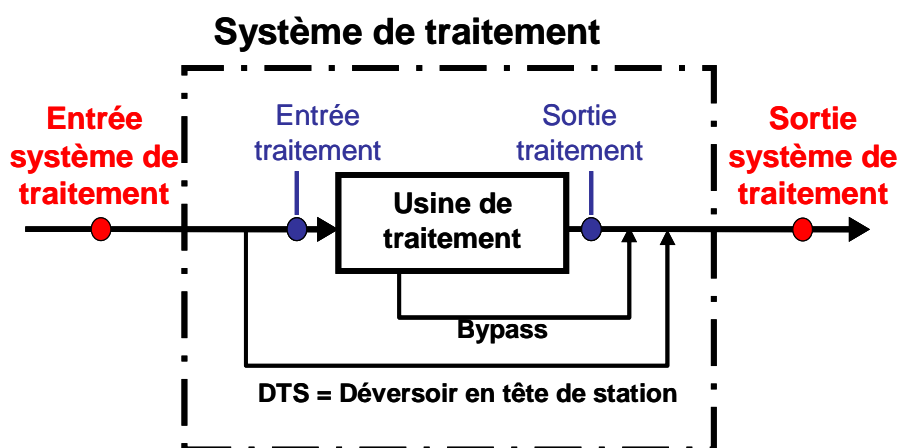 Système de traitement
Entrée
système de
traitement
Entrée
traitement
Sortie
traitement
Sortie
système de
traitement
Usine de
traitement
Bypass
DTS = Déversoir en tête de station